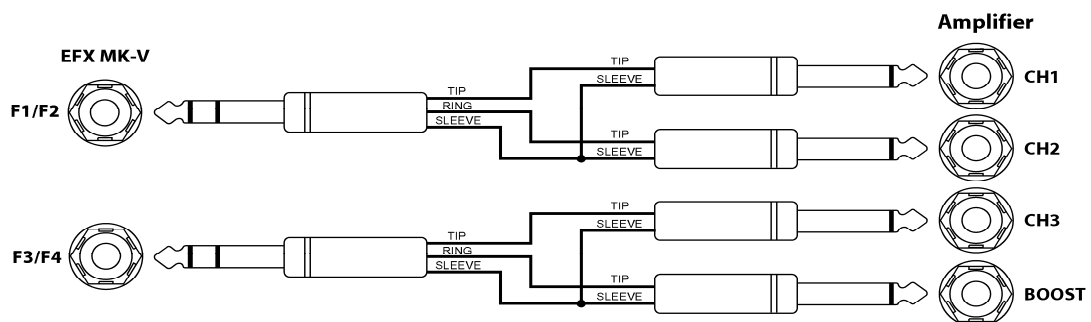 Amplifier
EFX MK-V
F1/F2
TIP
RING
SLEEVE
TIP
SLEEVE
CH1
TIP
SLEEVE
CH2
F3/F4
TIP
RING
SLEEVE
TIP
SLEEVE
CH3
TIP
SLEEVE
BOOST